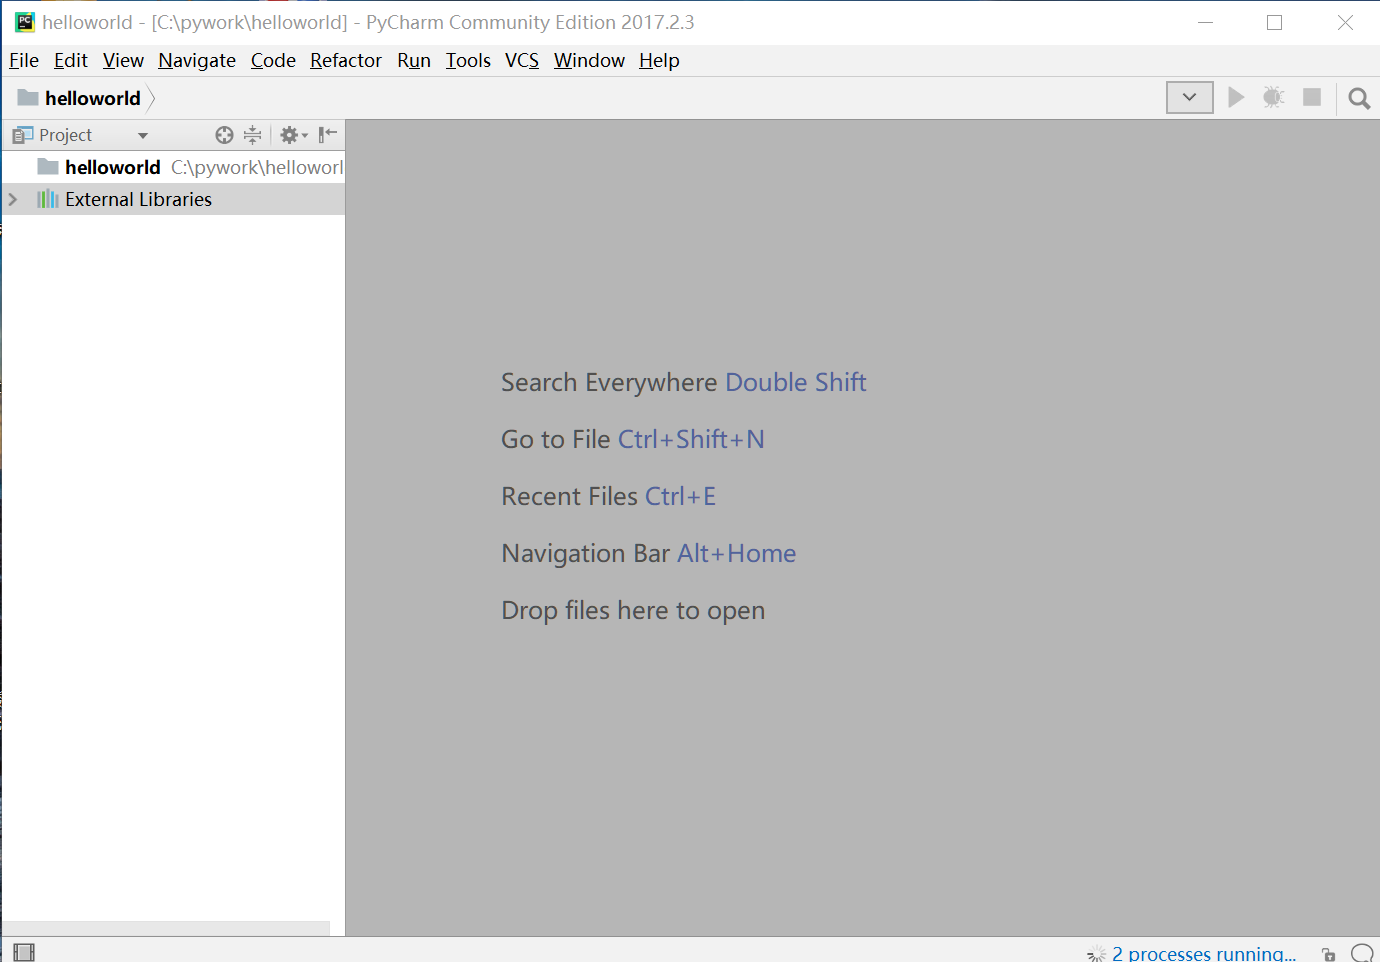 helloworld - [C:\pywork\helloworld] - PyCharm Community Edition 2017.2.3
File Edit View Navigate Code Refactor Run Tools VCS Window Help
helloworld
Project
helloworld C:\pywork\helloworl
External Libraries
Search Everywhere Double Shift
Go to File Ctrl+Shift+N
Recent Files Ctrl+E
Navigation Bar Alt+Home
Drop files here to open
2 processes running...